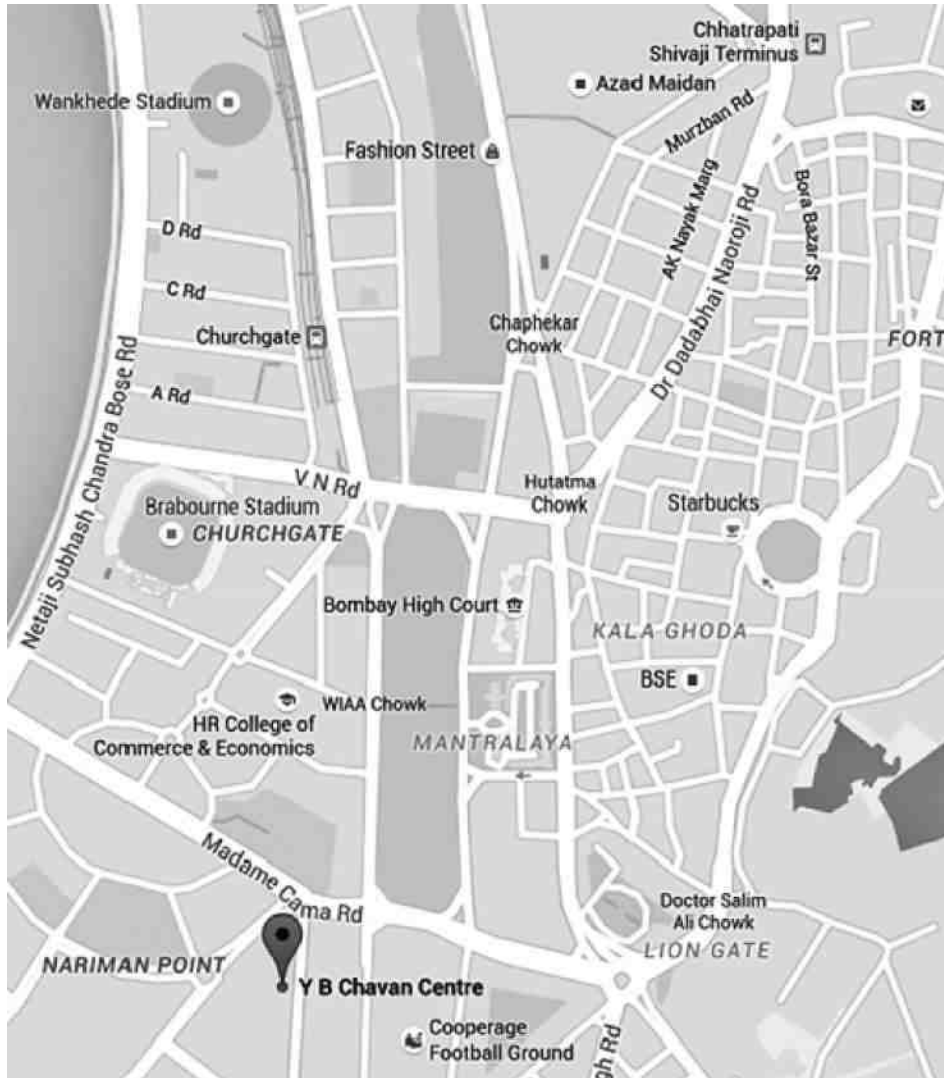 Chhatrapati
Shivaji Terminus
Azad Maidan
Wankhede Stadium
Murzban Rd
Fashion Street
AK Nayak Marg
Bora Bazar St
D Rd
Dr Dadabhai Naoroji Rd
C Rd
Churchgate
Chaphekar
Chowk
FORT
Netaji Subhash Chandra Bose Rd
A Rd
V N Rd
Hutatma
Chowk
Starbucks
Brabourne Stadium
CHURCHGATE
Bombay High Court
KALA GHODA
BSE
WIAA Chowk
HR College of
Commerce & Economics
MANTRALAYA
Madame Cama Rd
Doctor Salim
Ali Chowk
LION GATE
NARIMAN POINT
Y B Chavan Centre
Cooperage
Football Ground
gh Rd